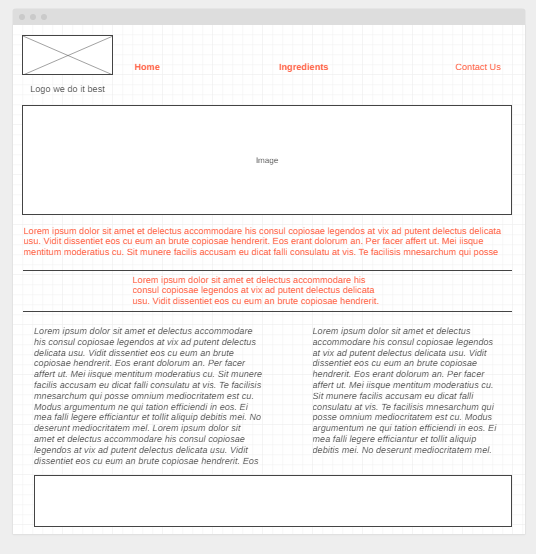 Home
Ingredients
Contact Us
Logo we do it best
Image
Lorem ipsum dolor sit amet et delectus accommodare his consul copiosae legendos at vix ad putent delectus delicata
usu. Vidit dissentiet eos cu eum an brute copiosae hendrerit. Eos erant dolorum an. Per facer affert ut. Mei iisque
mentitum moderatius cu. Sit munere facilis accusam eu dicat falli consulatu at vis. Te facilisis mnesarchum qui posse
Lorem ipsum dolor sit amet et delectus accommodare his
consul copiosae legendos at vix ad putent delectus delicata
usu. Vidit dissentiet eos cu eum an brute copiosae hendrerit.
Lorem ipsum dolor sit amet et delectus accommodare
his consul copiosae legendos at vix ad putent delectus
delicata usu. Vidit dissentiet eos cu eum an brute
copiosae hendrerit. Eos erant dolorum an. Per facer
affert ut. Mei iisque mentitum moderatius cu. Sit munere
facilis accusam eu dicat falli consulatu at vis. Te facilisis
mnesarchum qui posse omnium mediocritatem est cu.
Modus argumentum ne qui tation efficiendi in eos. Ei
mea falli legere efficiantur et tollit aliquip debitis mei. No
deserunt mediocritatem mel. Lorem ipsum dolor sit
amet et delectus accommodare his consul copiosae
legendos at vix ad putent delectus delicata usu. Vidit
dissentiet eos cu eum an brute copiosae hendrerit. Eos
Lorem ipsum dolor sit amet et delectus
accommodare his consul copiosae legendos
at vix ad putent delectus delicata usu. Vidit
dissentiet eos cu eum an brute copiosae
hendrerit. Eos erant dolorum an. Per facer
affert ut. Mei iisque mentitum moderatius cu.
Sit munere facilis accusam eu dicat falli
consulatu at vis. Te facilisis mnesarchum qui
posse omnium mediocritatem est cu. Modus
argumentum ne qui tation efficiendi in eos. Ei
mea falli legere efficiantur et tollit aliquip
debitis mei. No deserunt mediocritatem mel.